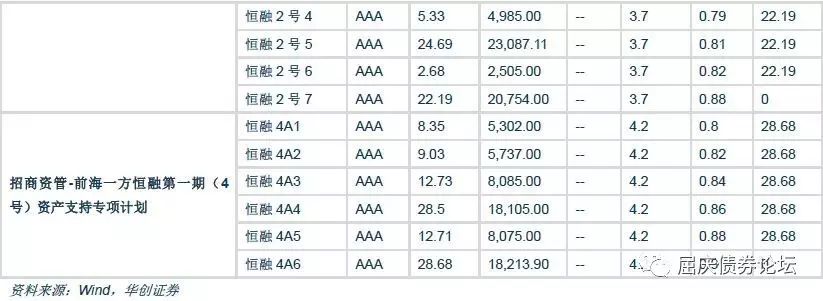 恒融 2 号 4 AAA 5.33 4,985.00 -- 3.7 0.79 22.19
恒融 2 号 5 AAA 24.69 23,087.11 -- 3.7 0.81 22.19
恒融 2 号 6 AAA 2.68 2,505.00 -- 3.7 0.82 22.19
恒融 2 号 7 AAA 22.19 20,754.00 -- 3.7 0.88 0
恒融 4A1 AAA 8.35 5,302.00 -- 4.2 0.8 28.68
恒融 4A2 AAA 9.03 5,737.00 -- 4.2 0.82 28.68
招商资管-前海一方恒融第一期（4
号）资产支持专项计划
恒融 4A3 AAA 12.73 8,085.00 -- 4.2 0.84 28.68
恒融 4A4 AAA 28.5 18,105.00 -- 4.2 0.86 28.68
恒融 4A5 AAA 12.71 8,075.00 -- 4.2 0.88 28.68
恒融 4A6 AAA 28.68 18,213.90 --
屈庆债券论坛
资料来源：Wind，华创证券